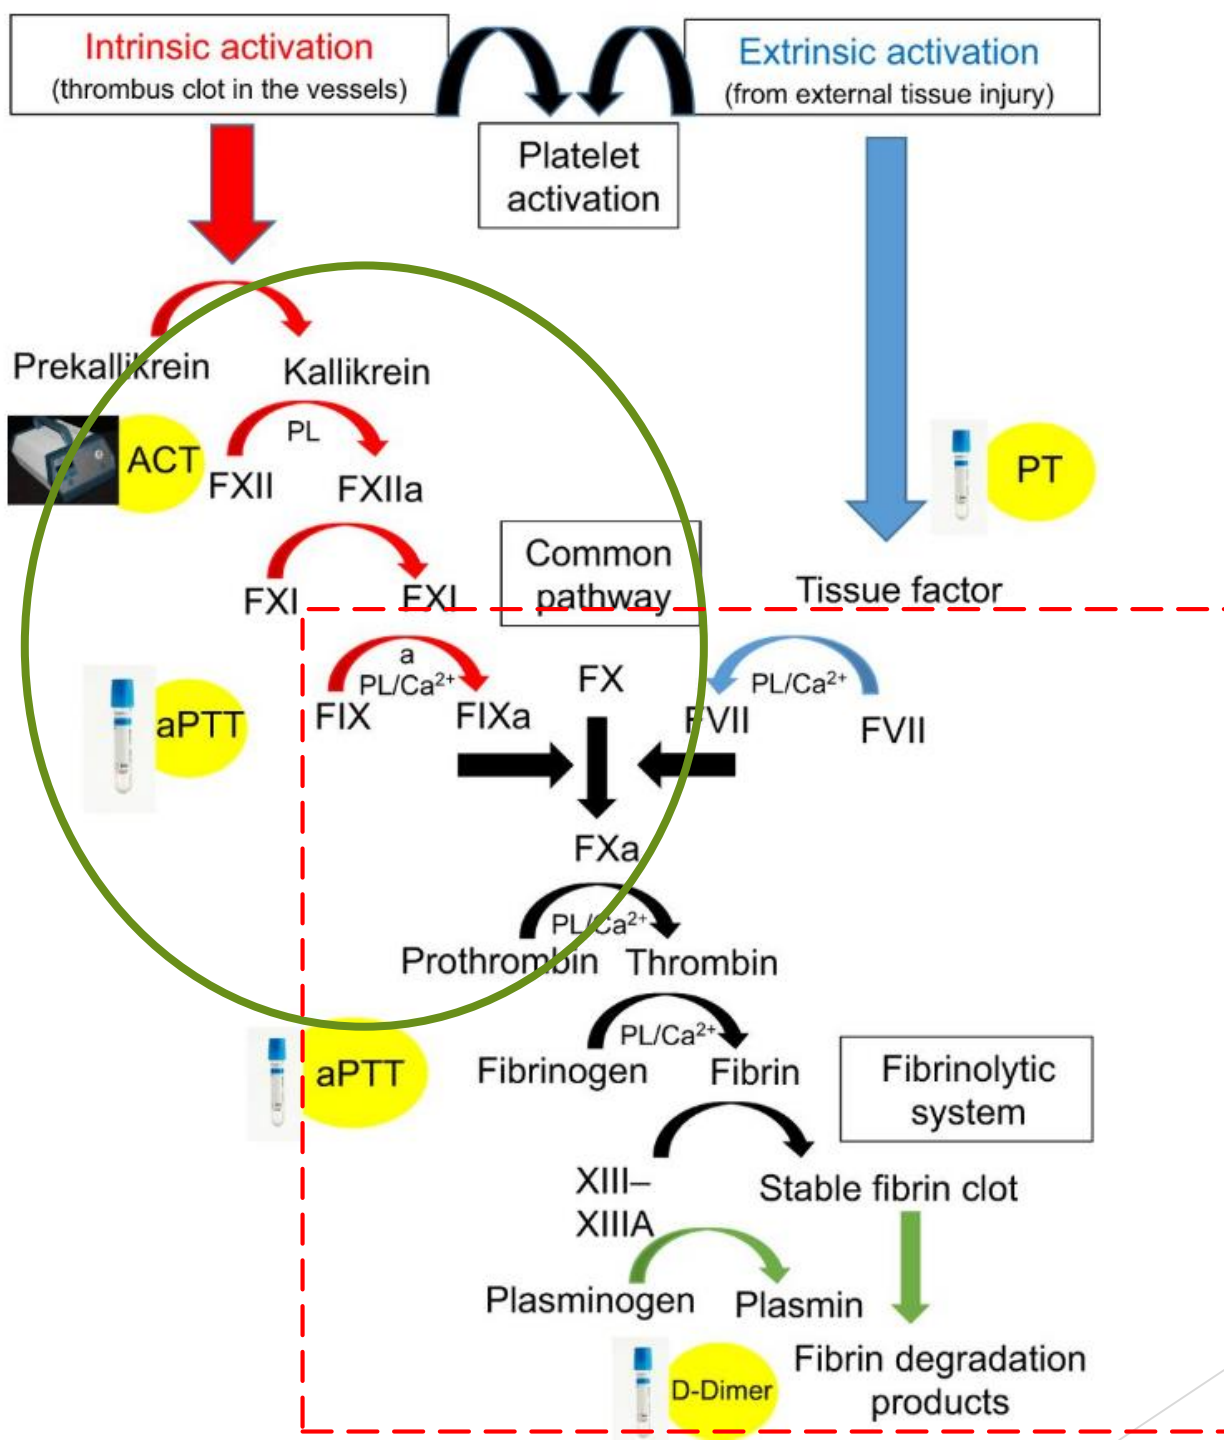 Intrinsic activation
(thrombus clot in the vessels)
Extrinsic activation
(from external tissue injury)
Platelet
activation
Prekallikrein
Kallikrein
PL
ACT
FXII
FXIIa
PT
FXI
FXI
Common
pathway
Tissue factor
a
PL/Ca²⁺
FIX
FIXa
FX
PL/Ca²⁺
FVII
FVII
aPTT
FXa
PL/Ca²⁺
Prothrombin
Thrombin
PL/Ca²⁺
Fibrinogen
Fibrin
aPTT
Fibrinolytic
system
XIII–
XIIIA
Stable fibrin clot
Plasminogen
Plasmin
D-Dimer
Fibrin degradation
products